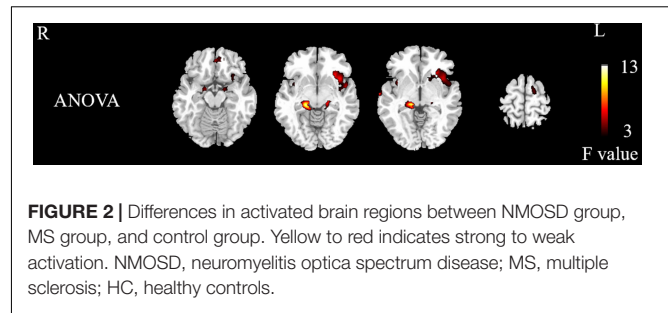 R
L
ANOVA
13
3
F value
FIGURE 2 | Differences in activated brain regions between NMOSD group,
MS group, and control group. Yellow to red indicates strong to weak
activation. NMOSD, neuromyelitis optica spectrum disease; MS, multiple
sclerosis; HC, healthy controls.